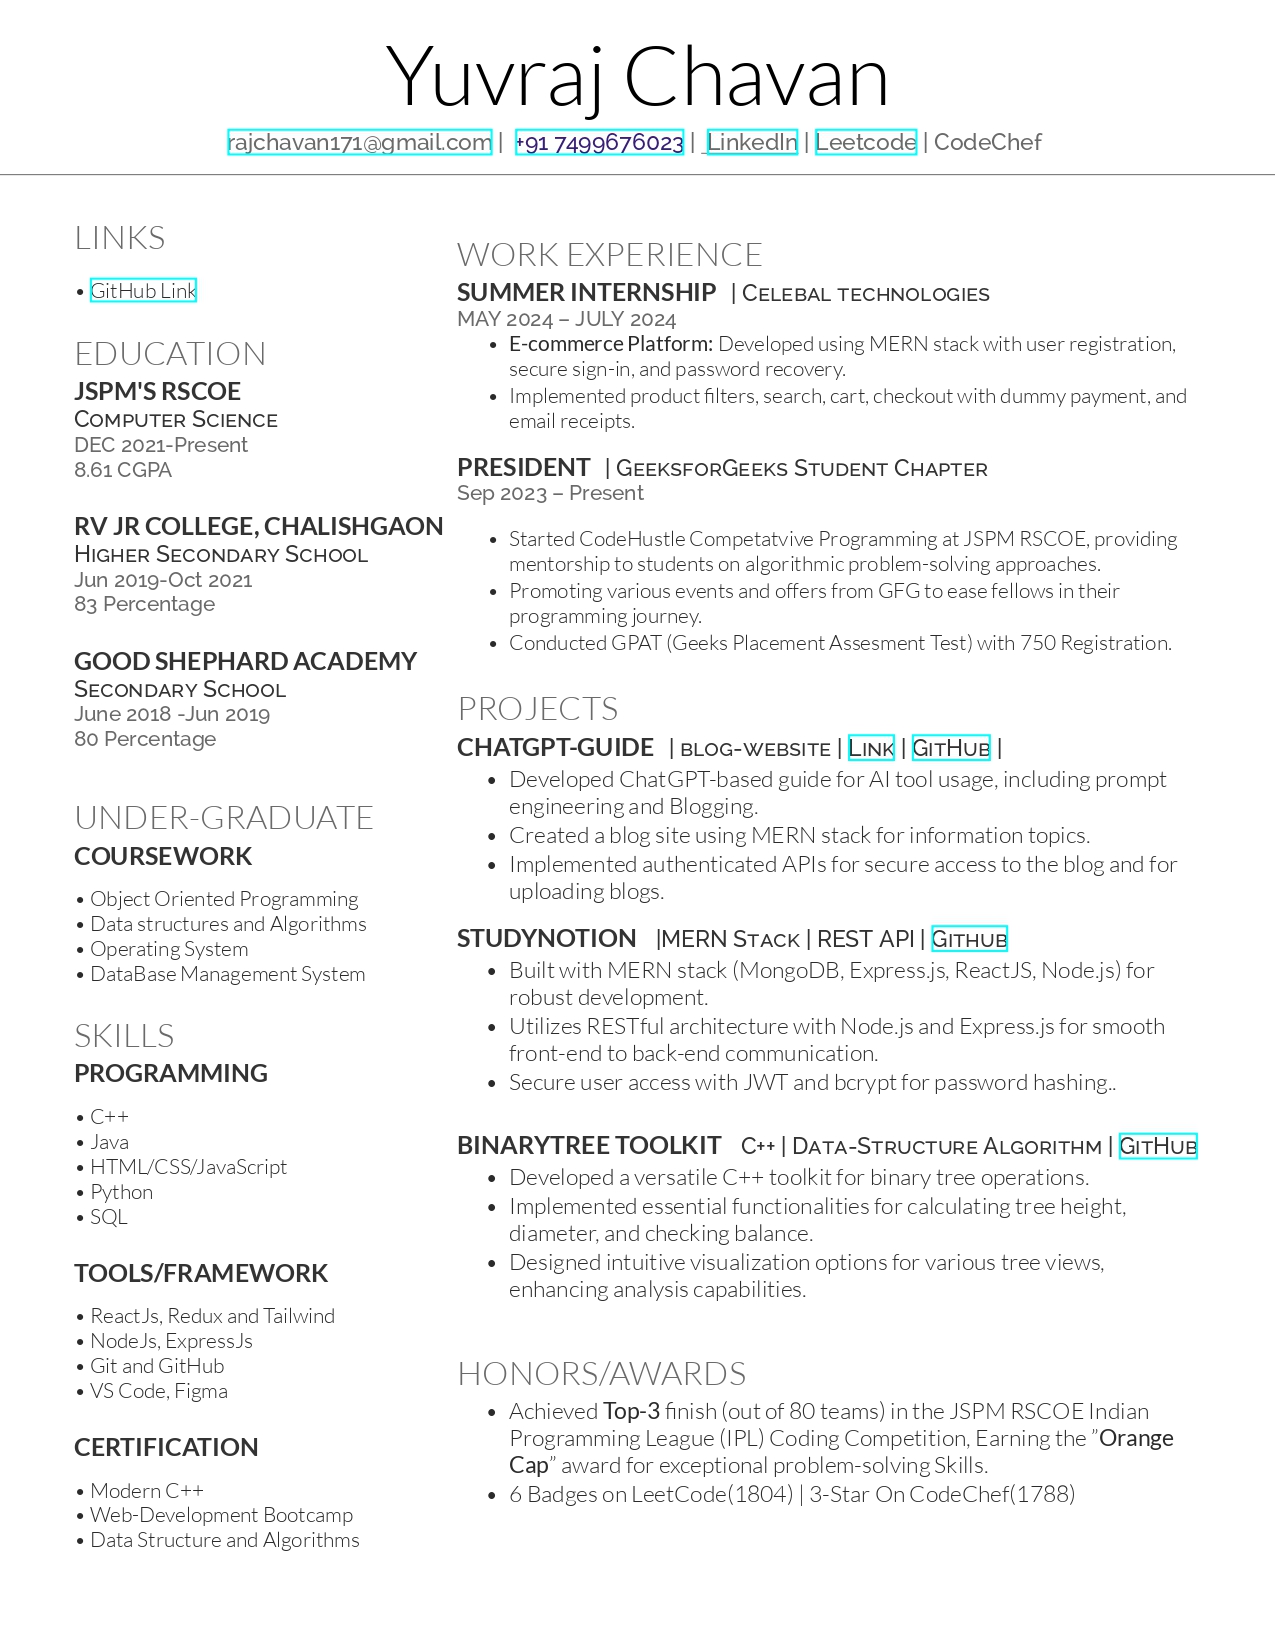 Yuvraj Chavan
rajchavan171@gmail.com | +91 7499676023 | LinkedIn | Leetcode | CodeChef
LINKS
• GitHub Link
EDUCATION
JSPM'S RSCOE
Computer Science
DEC 2021-Present
8.61 CGPA
RV JR COLLEGE, CHALISHGAON
Higher Secondary School
Jun 2019-Oct 2021
83 Percentage
GOOD SHEPHARD ACADEMY
Secondary School
June 2018 -Jun 2019
80 Percentage
UNDER-GRADUATE
COURSEWORK
• Object Oriented Programming
• Data structures and Algorithms
• Operating System
• DataBase Management System
SKILLS
PROGRAMMING
• C++
• Java
• HTML/CSS/JavaScript
• Python
• SQL
TOOLS/FRAMEWORK
• ReactJs, Redux and Tailwind
• NodeJs, ExpressJs
• Git and GitHub
• VS Code, Figma
CERTIFICATION
• Modern C++
• Web-Development Bootcamp
• Data Structure and Algorithms
WORK EXPERIENCE
SUMMER INTERNSHIP | Celebal technologies
MAY 2024 – JULY 2024
• E-commerce Platform: Developed using MERN stack with user registration,
secure sign-in, and password recovery.
• Implemented product filters, search, cart, checkout with dummy payment, and
email receipts.
PRESIDENT | GeeksforGeeks Student Chapter
Sep 2023 – Present
• Started CodeHustle Competatvive Programming at JSPM RSCOE, providing
mentorship to students on algorithmic problem-solving approaches.
• Promoting various events and offers from GFG to ease fellows in their
programming journey.
• Conducted GPAT (Geeks Placement Assesment Test) with 750 Registration.
PROJECTS
CHATGPT-GUIDE | blog-website | Link | GitHub |
• Developed ChatGPT-based guide for AI tool usage, including prompt
engineering and Blogging.
• Created a blog site using MERN stack for information topics.
• Implemented authenticated APIs for secure access to the blog and for
uploading blogs.
STUDYNOTION |MERN Stack | REST API | Github
• Built with MERN stack (MongoDB, Express.js, ReactJS, Node.js) for
robust development.
• Utilizes RESTful architecture with Node.js and Express.js for smooth
front-end to back-end communication.
• Secure user access with JWT and bcrypt for password hashing..
BINARYTREE TOOLKIT C++ | Data-Structure Algorithm | GitHub
• Developed a versatile C++ toolkit for binary tree operations.
• Implemented essential functionalities for calculating tree height,
diameter, and checking balance.
• Designed intuitive visualization options for various tree views,
enhancing analysis capabilities.
HONORS/AWARDS
• Achieved Top-3 finish (out of 80 teams) in the JSPM RSCOE Indian
Programming League (IPL) Coding Competition, Earning the ”Orange
Cap” award for exceptional problem-solving Skills.
• 6 Badges on LeetCode(1804) | 3-Star On CodeChef(1788)